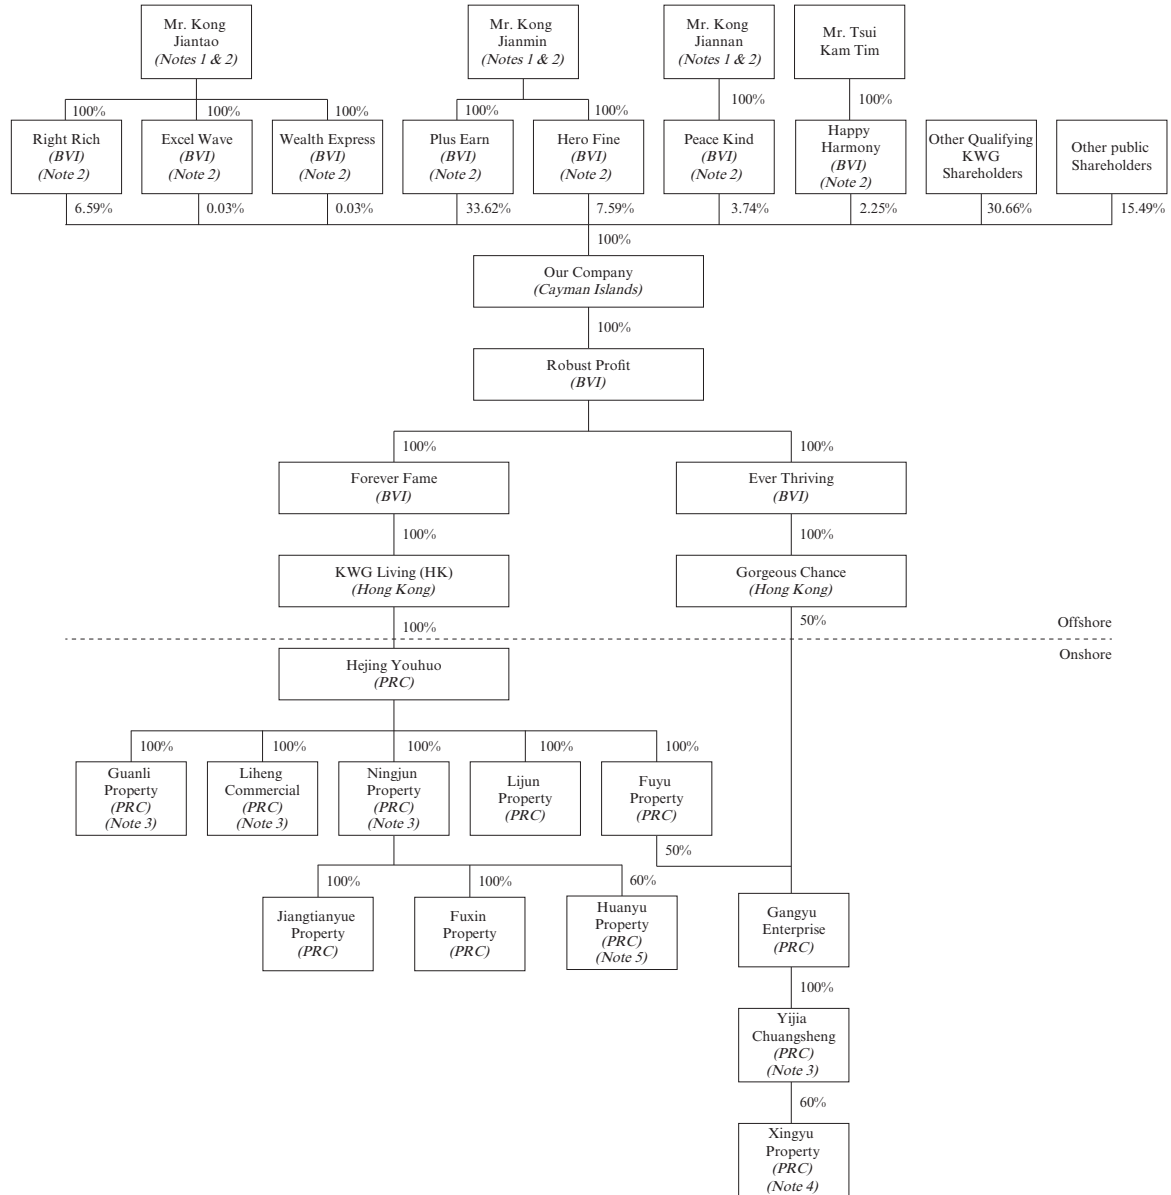 Mr. Kong
Jiantao
(Notes 1 & 2)
Mr. Kong
Jianmin
(Notes 1 & 2)
Mr. Kong
Jiannan
(Notes 1 & 2)
Mr. Tsui
Kam Tim
100%
100%
100%
100%
100%
100%
100%
Right Rich
(BVI)
(Note 2)
Excel Wave
(BVI)
(Note 2)
Wealth Express
(BVI)
(Note 2)
Plus Earn
(BVI)
(Note 2)
Hero Fine
(BVI)
(Note 2)
Peace Kind
(BVI)
(Note 2)
Happy
Harmony
(BVI)
(Note 2)
Other Qualifying
KWG
Shareholders
Other public
Shareholders
6.59%
0.03%
0.03%
33.62%
7.59%
3.74%
2.25%
30.66%
15.49%
100%
Our Company
(Cayman Islands)
100%
Robust Profit
(BVI)
100%
100%
Forever Fame
(BVI)
Ever Thriving
(BVI)
100%
100%
KWG Living (HK)
(Hong Kong)
Gorgeous Chance
(Hong Kong)
100%
50%
Offshore
Onshore
Hejing Youhuo
(PRC)
100%
100%
100%
100%
100%
Guanli
Property
(PRC)
(Note 3)
Liheng
Commercial
(PRC)
(Note 3)
Ningjun
Property
(PRC)
(Note 3)
Lijun
Property
(PRC)
Fuyu
Property
(PRC)
50%
100%
100%
60%
Jiangtianyue
Property
(PRC)
Fuxin
Property
(PRC)
Huanyu
Property
(PRC)
(Note 5)
Gangyu
Enterprise
(PRC)
100%
Yijia
Chuangsheng
(PRC)
(Note 3)
60%
Xingyu
Property
(PRC)
(Note 4)